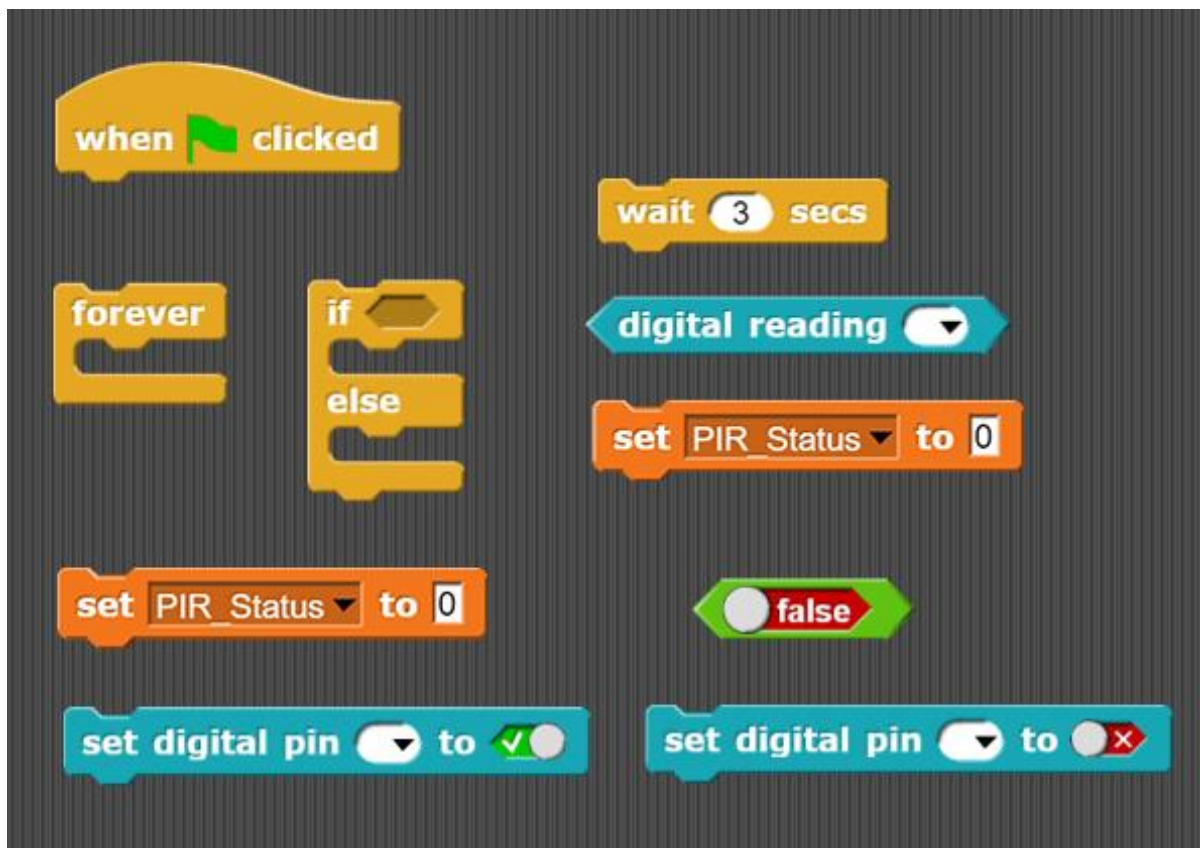 when clicked
wait 3 secs
forever
if
else
digital reading
set PIR_Status to 0
set PIR_Status to 0
false
set digital pin to
set digital pin to